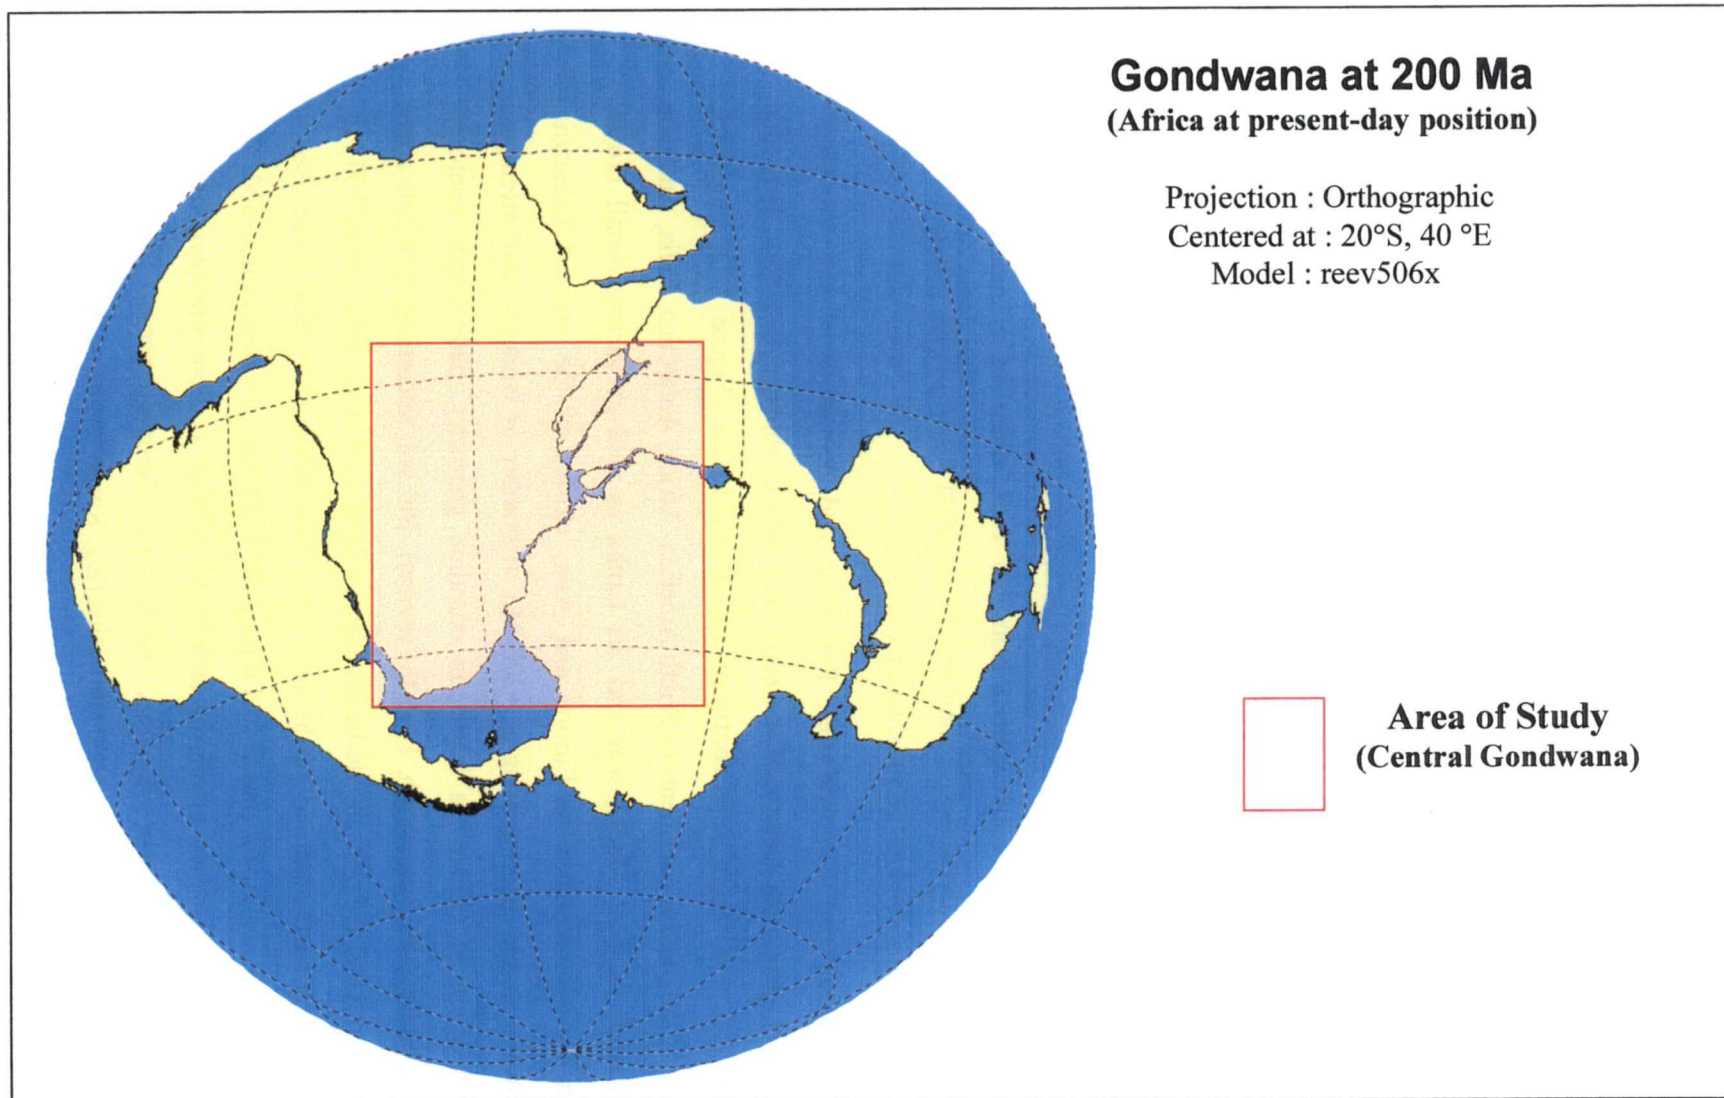 Gondwana at 200 Ma
(Africa at present-day position)
Projection : Orthographic
Centered at : 20°S, 40 °E
Model : reev506x
Area of Study
(Central Gondwana)